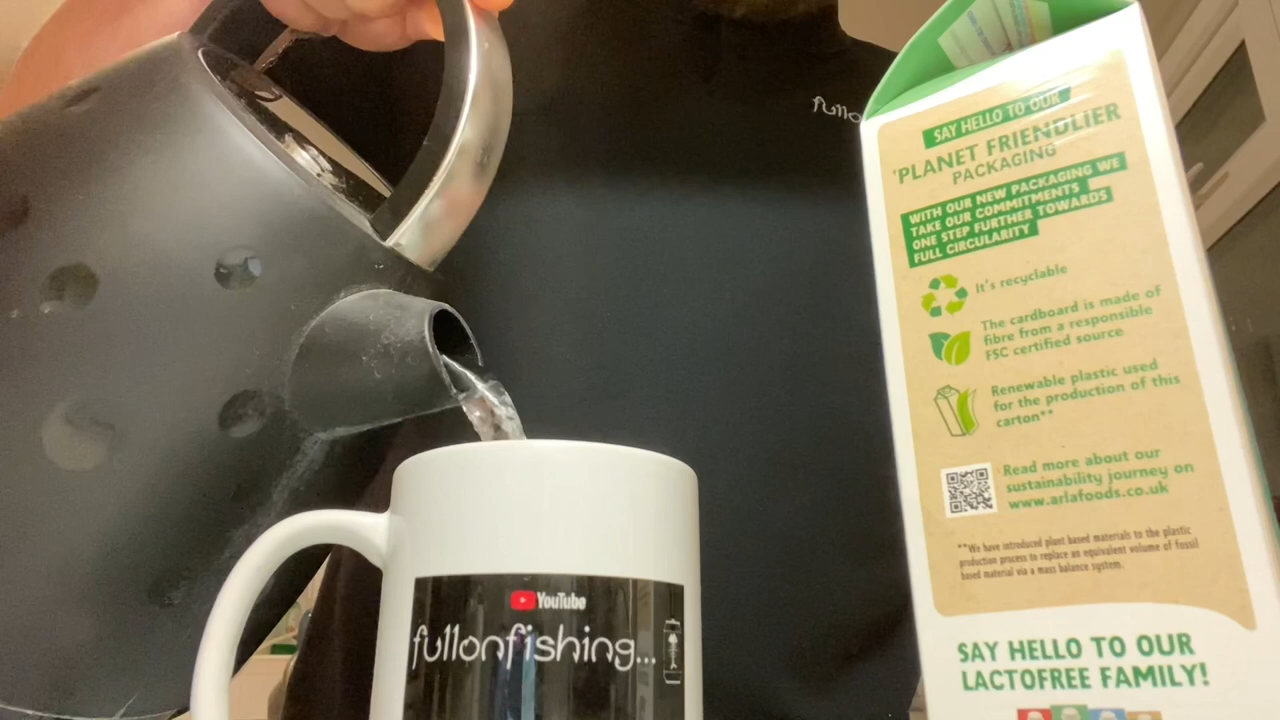 fullo
SAY HELLO TO OUR
'PLANET FRIENDLIER
PACKAGING
WITH OUR NEW PACKAGING WE
TAKE OUR COMMITMENTS
ONE STEP FURTHER TOWARDS
FULL CIRCULARITY
It's recyclable
The cardboard is made of
fibre from a responsible
FSC certified source
Renewable plastic used
for the production of this
carton**
Read more about our
sustainability journey on
www.arlafoods.co.uk
**We have introduced plant based materials to the plastic
production process to replace an equivalent volume of fossil
based material via a mass balance system.
SAY HELLO TO OUR
LACTOFREE FAMILY!
YouTube
fullonfishing...